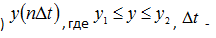 ) y(nΔt), где y₁ ≤ y ≤ y₂, Δt -